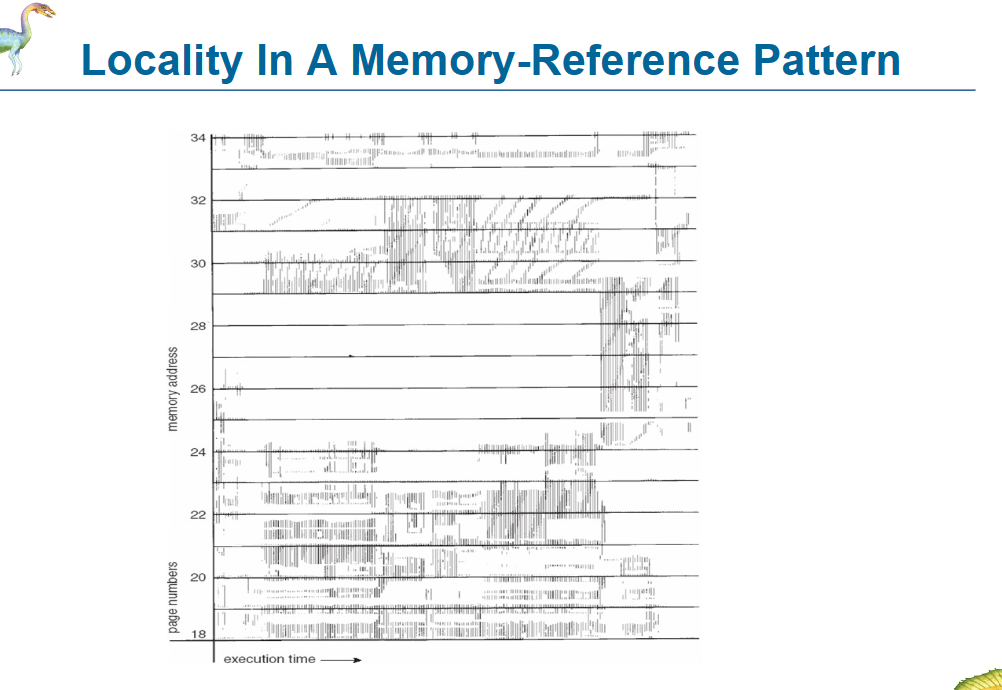 Locality In A Memory-Reference Pattern
34
32
30
28
26
24
22
20
18
memory address
page numbers
execution time